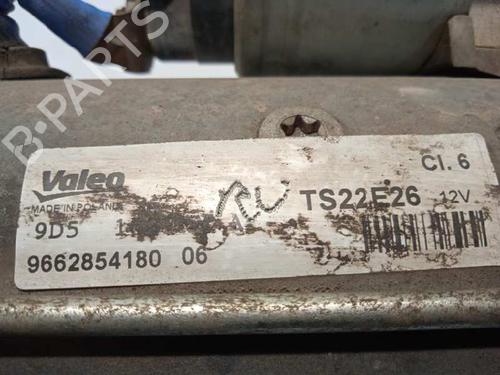 B-PARTS
Valeo
MADE IN POLAND
Cl. 6
TS22E26 12V
9D5
9662854180 06